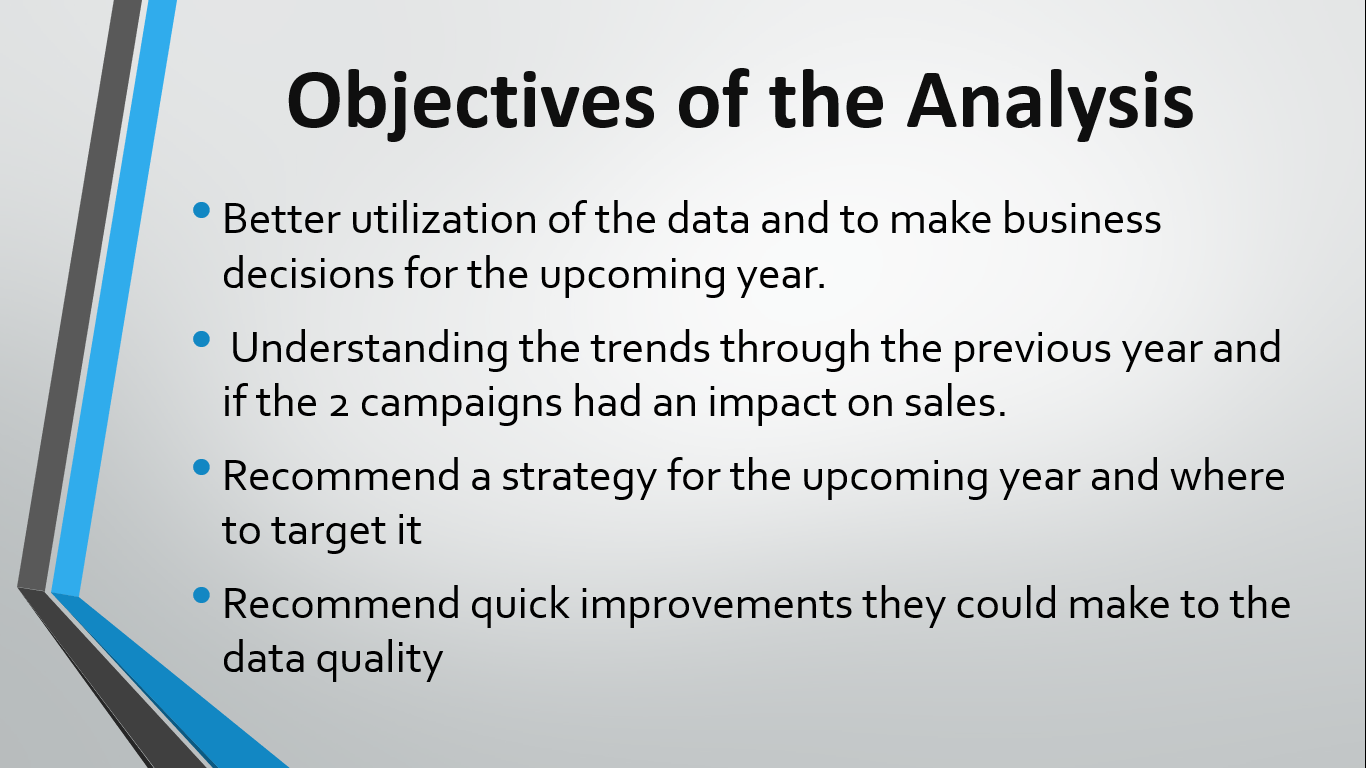 Objectives of the Analysis
• Better utilization of the data and to make business
decisions for the upcoming year.
• Understanding the trends through the previous year and
if the 2 campaigns had an impact on sales.
• Recommend a strategy for the upcoming year and where
to target it
• Recommend quick improvements they could make to the
data quality